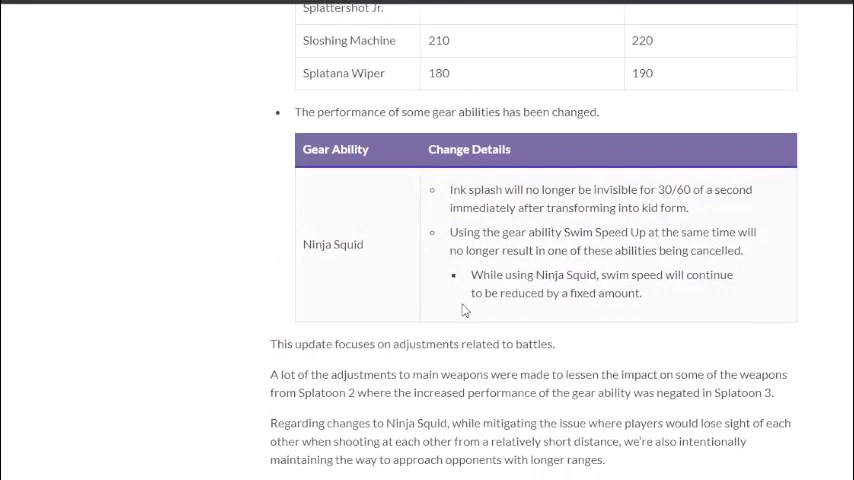 Splattershot Jr.
Sloshing Machine 210 220
Splatana Wiper 180 190
• The performance of some gear abilities has been changed.
Gear Ability Change Details
Ink splash will no longer be invisible for 30/60 of a second
immediately after transforming into kid form.
Using the gear ability Swim Speed Up at the same time will
Ninja Squid
no longer result in one of these abilities being cancelled.
While using Ninja Squid, swim speed will continue
to be reduced by a fixed amount.
This update focuses on adjustments related to battles.
A lot of the adjustments to main weapons were made to lessen the impact on some of the weapons
from Splatoon 2 where the increased performance of the gear ability was negated in Splatoon 3.
Regarding changes to Ninja Squid, while mitigating the issue where players would lose sight of each
other when shooting at each other from a relatively short distance, we're also intentionally
maintaining the way to approach opponents with longer ranges.